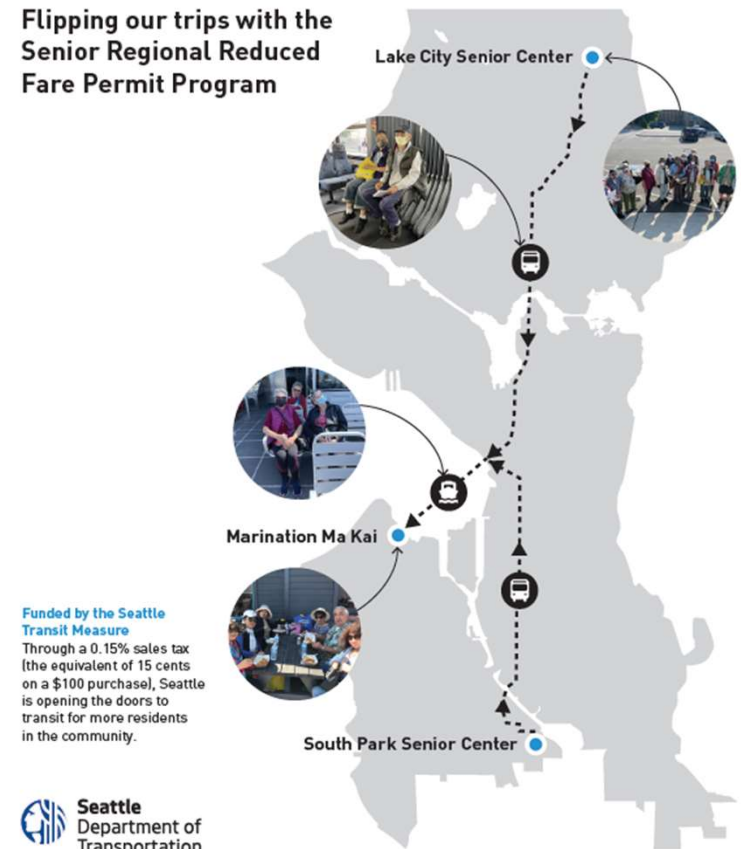 Flipping our trips with the
Senior Regional Reduced
Fare Permit Program
Lake City Senior Center
Marination Ma Kai
South Park Senior Center
Funded by the Seattle
Transit Measure
Through a 0.15% sales tax
(the equivalent of 15 cents
on a $100 purchase), Seattle
is opening the doors to
transit for more residents
in the community.
Seattle
Department of
Transportation